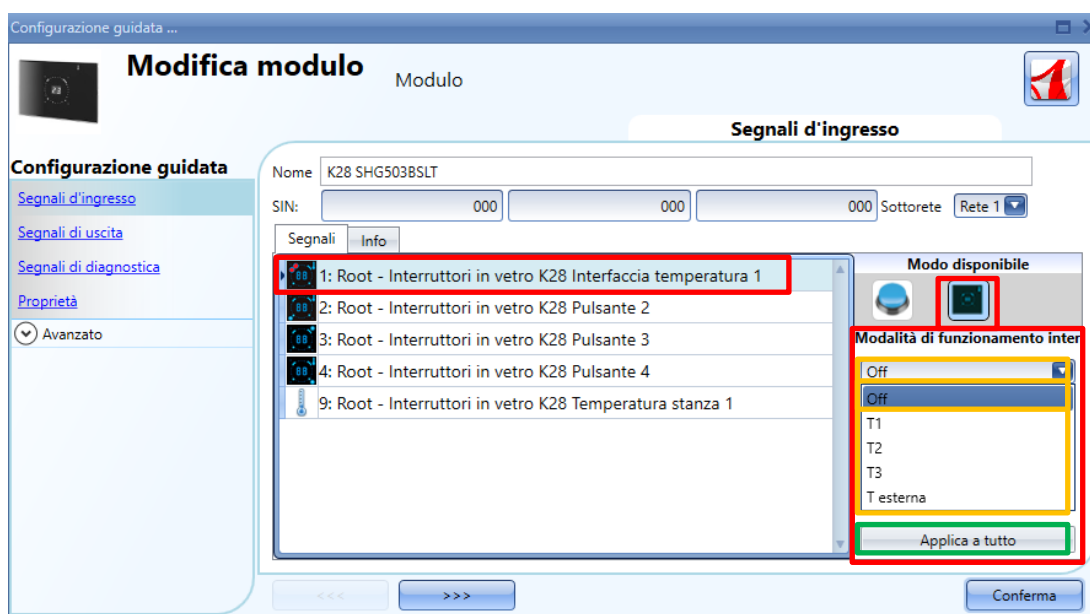 Configurazione guidata ...
Modifica modulo
Modulo
Segnali d'ingresso
Configurazione guidata
Segnali d'ingresso
Segnali di uscita
Segnali di diagnostica
Proprietà
Avanzato
Nome K28 SHG503BSLT
SIN: 000 000 000 Sottorete Rete 1
Segnali Info
1: Root - Interruttori in vetro K28 Interfaccia temperatura 1
2: Root - Interruttori in vetro K28 Pulsante 2
3: Root - Interruttori in vetro K28 Pulsante 3
4: Root - Interruttori in vetro K28 Pulsante 4
9: Root - Interruttori in vetro K28 Temperatura stanza 1
Modo disponibile
Modalità di funzionamento inter
Off
Off
T1
T2
T3
T esterna
Applica a tutto
<<<
>>>
Conferma